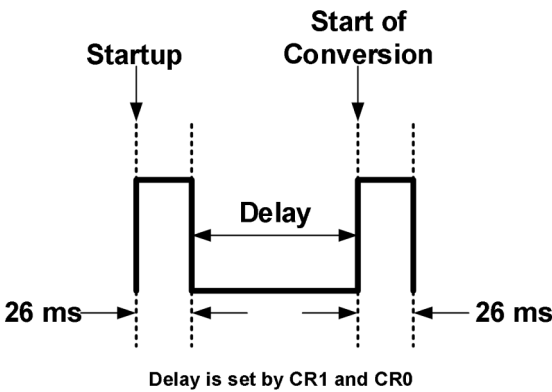 Startup
Start of
Conversion
Delay
26 ms
26 ms
Delay is set by CR1 and CR0